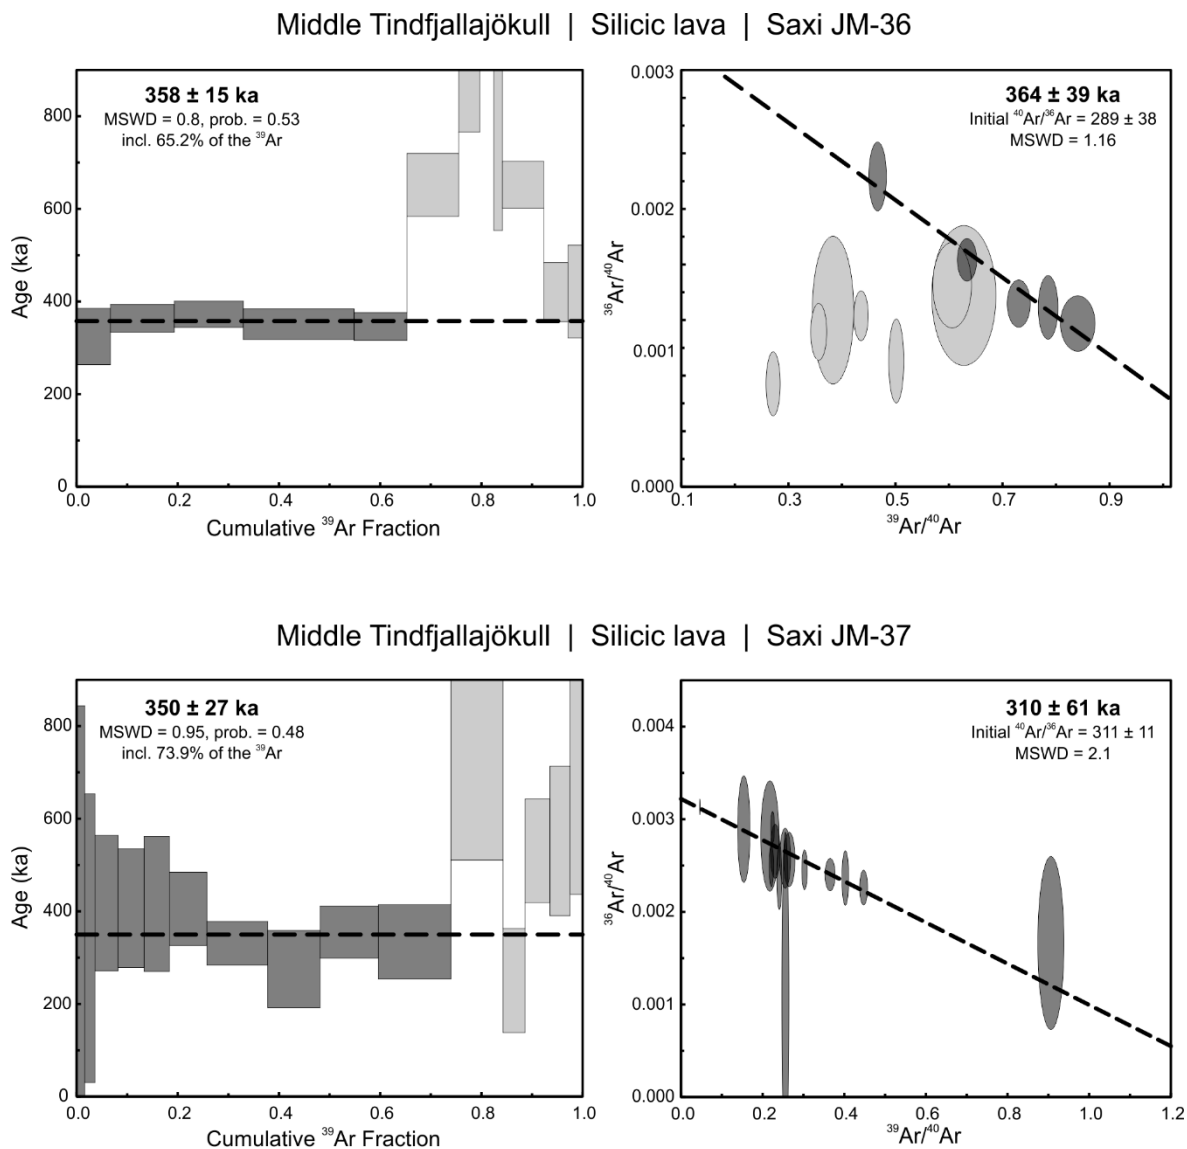 Middle Tindfjallajökull | Silicic lava | Saxi JM-36
358 ± 15 ka
MSWD = 0.8, prob. = 0.53
incl. 65.2% of the ³⁹Ar
Age (ka)
800
600
400
200
0
0.0 0.2 0.4 0.6 0.8 1.0
Cumulative ³⁹Ar Fraction
364 ± 39 ka
Initial ⁴⁰Ar/³⁶Ar = 289 ± 38
MSWD = 1.16
³⁶Ar/⁴⁰Ar
0.003
0.002
0.001
0.000
0.1 0.3 0.5 0.7 0.9
³⁹Ar/⁴⁰Ar
Middle Tindfjallajökull | Silicic lava | Saxi JM-37
350 ± 27 ka
MSWD = 0.95, prob. = 0.48
incl. 73.9% of the ³⁹Ar
Age (ka)
800
600
400
200
0
0.0 0.2 0.4 0.6 0.8 1.0
Cumulative ³⁹Ar Fraction
310 ± 61 ka
Initial ⁴⁰Ar/³⁶Ar = 311 ± 11
MSWD = 2.1
³⁶Ar/⁴⁰Ar
0.004
0.003
0.002
0.001
0.000
0.0 0.2 0.4 0.6 0.8 1.0 1.2
³⁹Ar/⁴⁰Ar